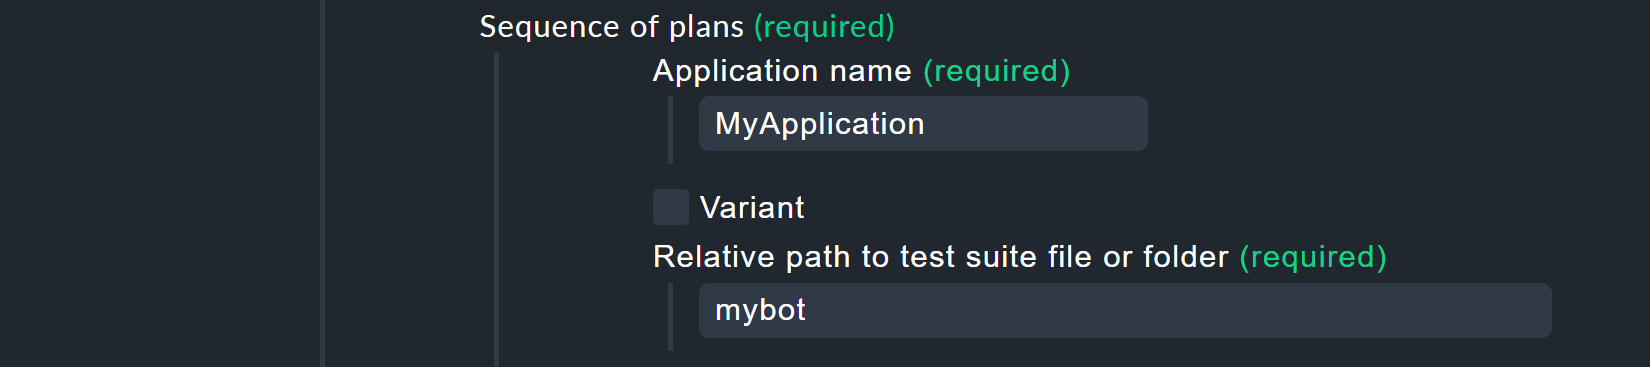 Sequence of plans (required)
Application name (required)
MyApplication
Variant
Relative path to test suite file or folder (required)
mybot